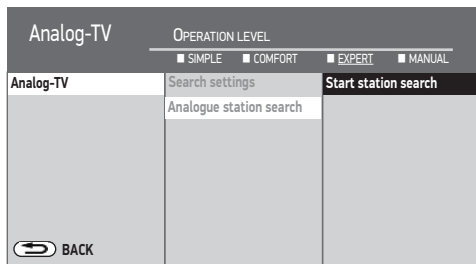 Analog-TV
OPERATION LEVEL
SIMPLE COMFORT EXPERT MANUAL
Analog-TV Search settings Start station search
Analogue station search
BACK